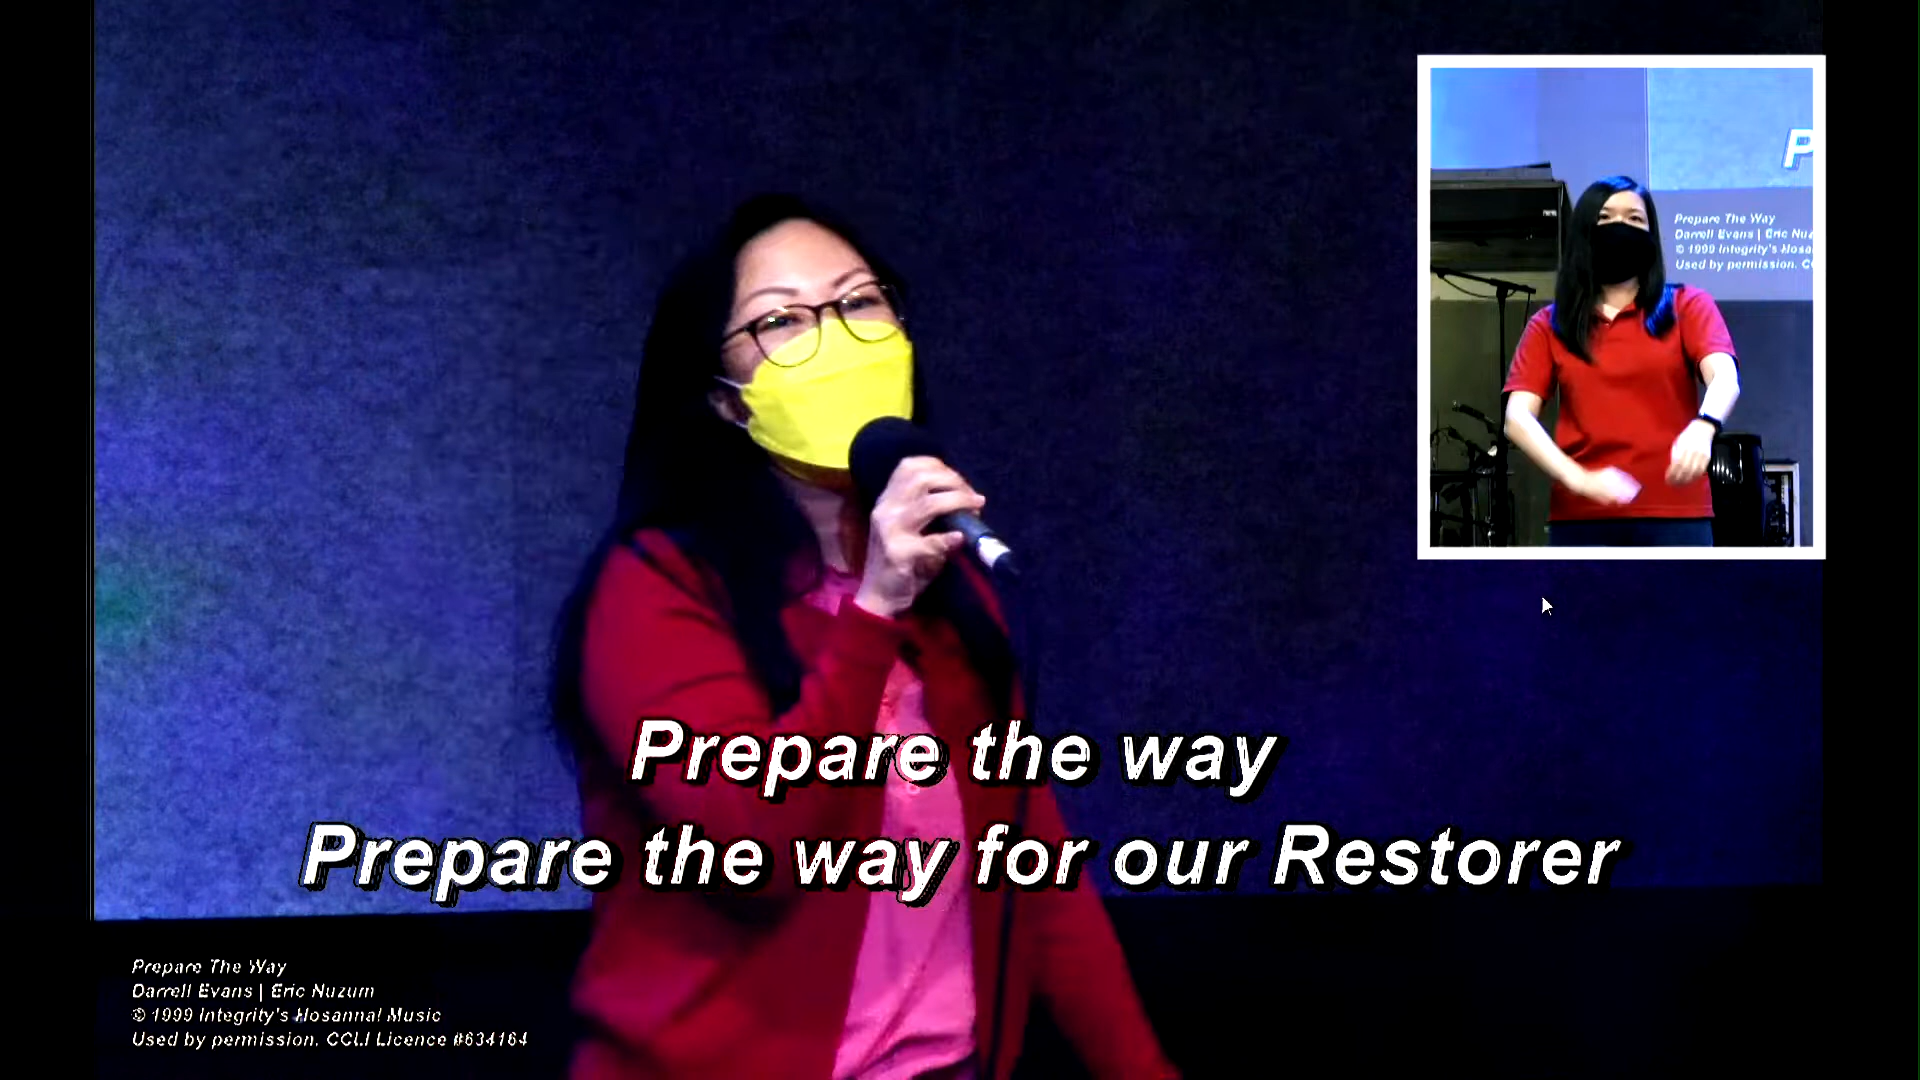 Prepare the way
Prepare the way for our Restorer
Prepare The Way
Darrell Evans | Eric Nuzum
© 1999 Integrity's Hosanna! Music
Used by permission. CCLI Licence #634164
P
Prepare The Way
Darrell Evans | Eric Nuz
© 1999 Integrity's Hosa
Used by permission. CC